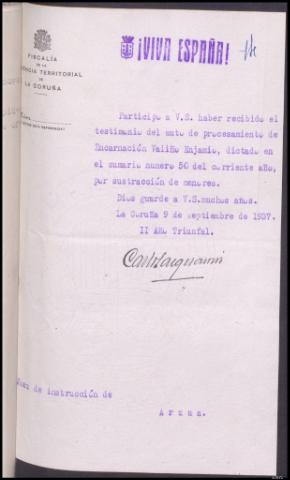 ¡VIVA ESPAÑA!
FISCALÍA
DE LA
AUDIENCIA TERRITORIAL
DE
LA CORUÑA
Participo a V.S. haber recibido el
testimonio del auto de procesamiento de
Encarnación Valiño Enjamio, dictado en
el sumario numero 50 del corriente año,
por sustracción de menores.
Dios guarde a V.S.muchos años.
La Coruña 9 de septiembre de 1937.
II Año Triunfal.
Juez de instrucción de